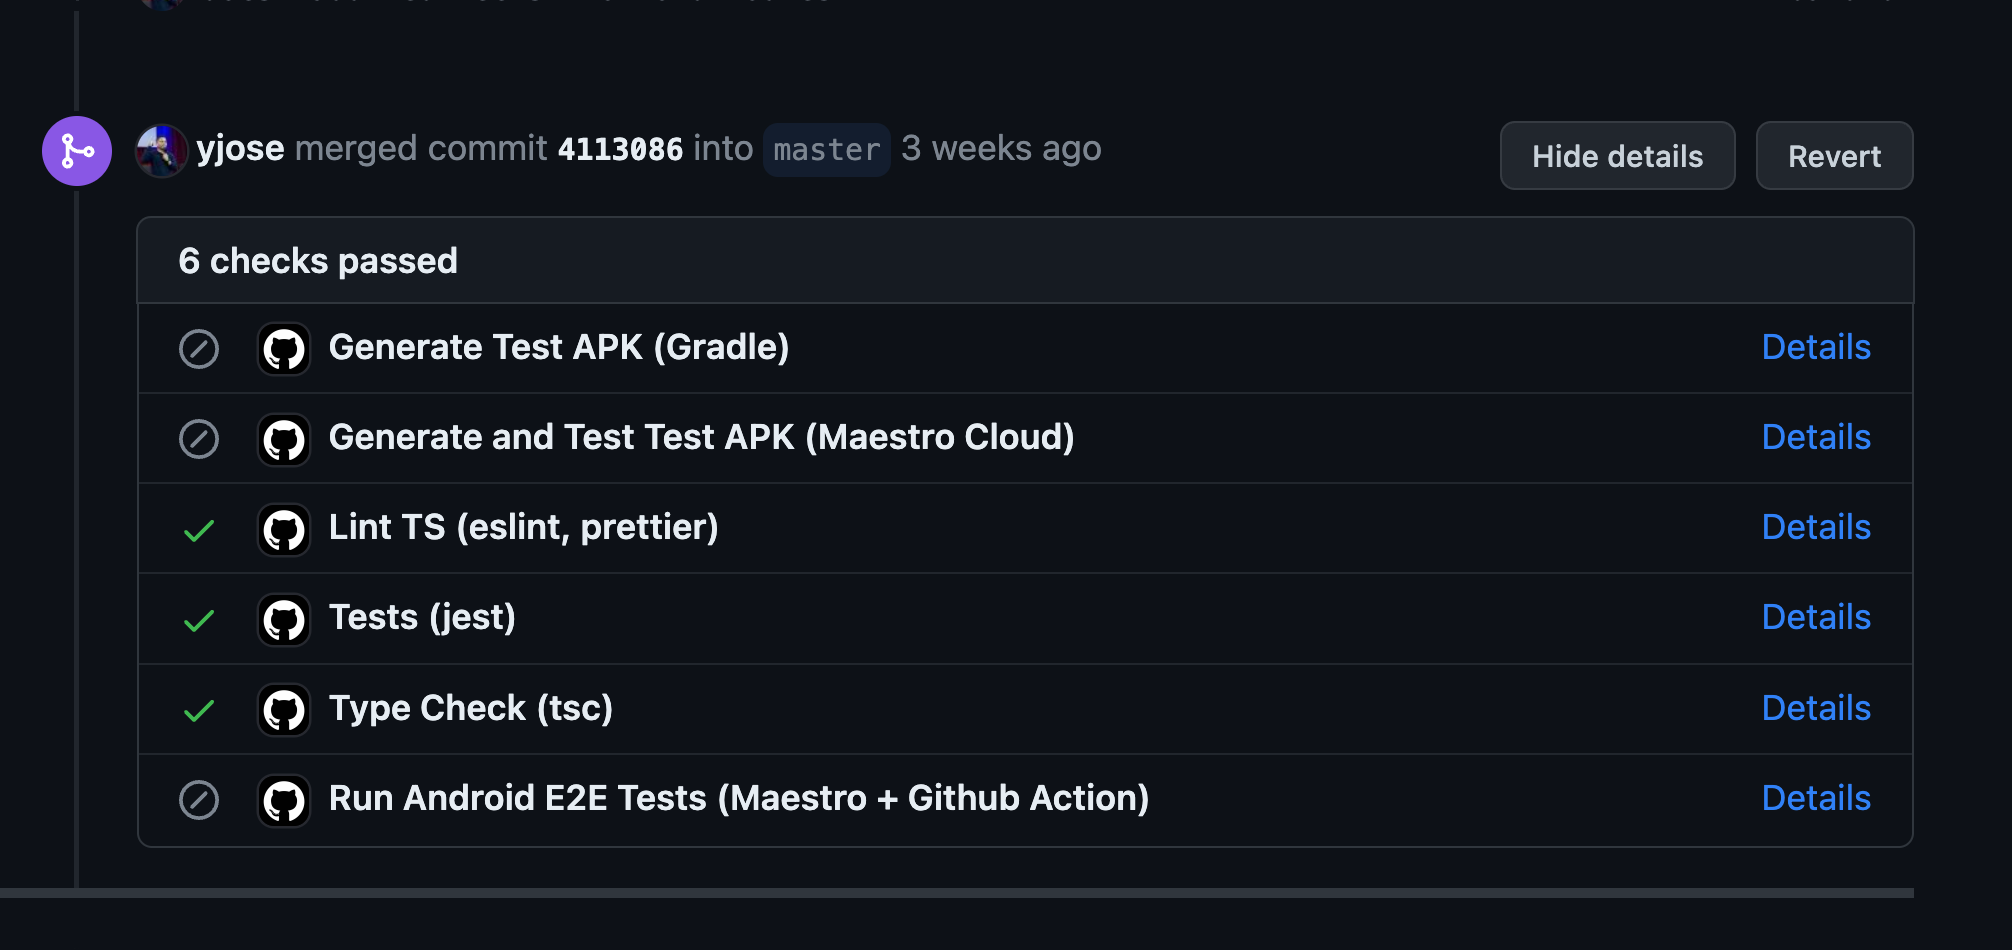 yjose merged commit 4113086 into master 3 weeks ago
Hide details
Revert
6 checks passed
Generate Test APK (Gradle)
Details
Generate and Test Test APK (Maestro Cloud)
Details
Lint TS (eslint, prettier)
Details
Tests (jest)
Details
Type Check (tsc)
Details
Run Android E2E Tests (Maestro + Github Action)
Details